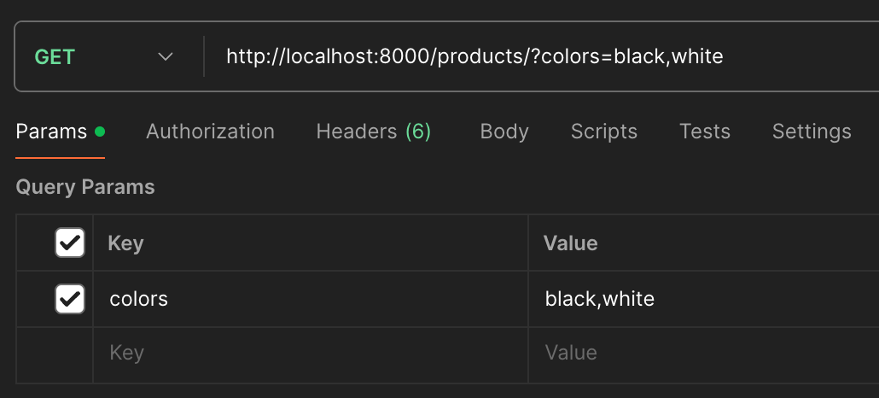 GET http://localhost:8000/products/?colors=black,white
Params Authorization Headers (6) Body Scripts Tests Settings
Query Params
Key Value
colors black,white
Key Value